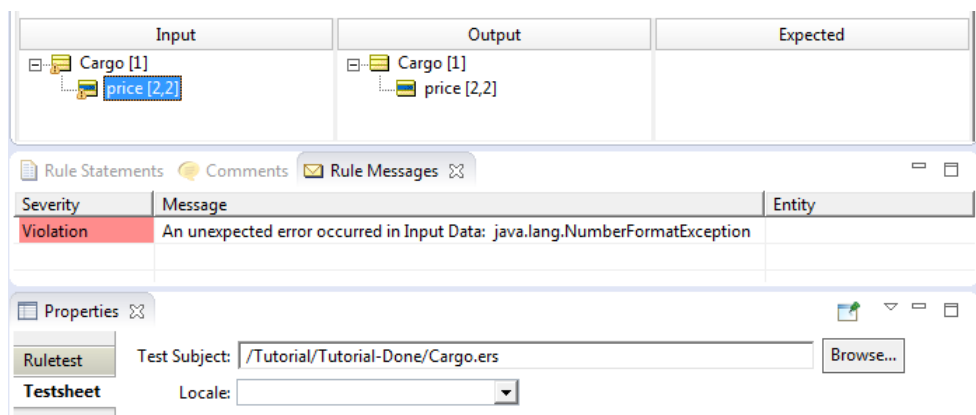 Input Output Expected
Cargo [1] Cargo [1]
price [2,2] price [2,2]
Rule Statements Comments Rule Messages
Severity Message Entity
Violation An unexpected error occurred in Input Data: java.lang.NumberFormatException
Properties
Ruletest Test Subject: /Tutorial/Tutorial-Done/Cargo.ers Browse...
Testsheet Locale: